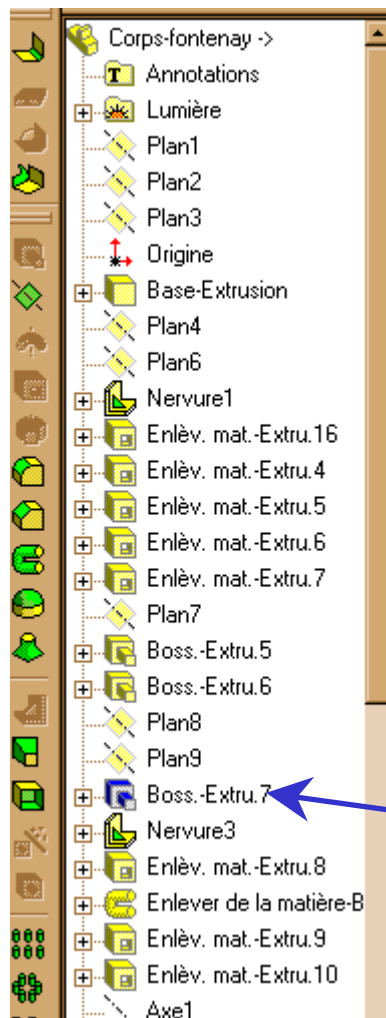 Corps-fontenay ->
Annotations
Lumière
Plan1
Plan2
Plan3
Origine
Base-Extrusion
Plan4
Plan6
Nervure1
Enlèv. mat.-Extru.16
Enlèv. mat.-Extru.4
Enlèv. mat.-Extru.5
Enlèv. mat.-Extru.6
Enlèv. mat.-Extru.7
Plan7
Boss.-Extru.5
Boss.-Extru.6
Plan8
Plan9
Boss.-Extru.7
Nervure3
Enlèv. mat.-Extru.8
Enlever de la matière-B
Enlèv. mat.-Extru.9
Enlèv. mat.-Extru.10
Axe1